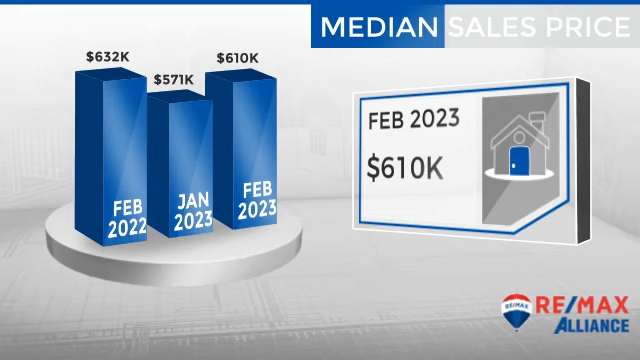 MEDIAN SALES PRICE
$632K
$571K
$610K
FEB
2022
JAN
2023
FEB
2023
FEB 2023
$610K
RE/MAX
RE/MAX
ALLIANCE